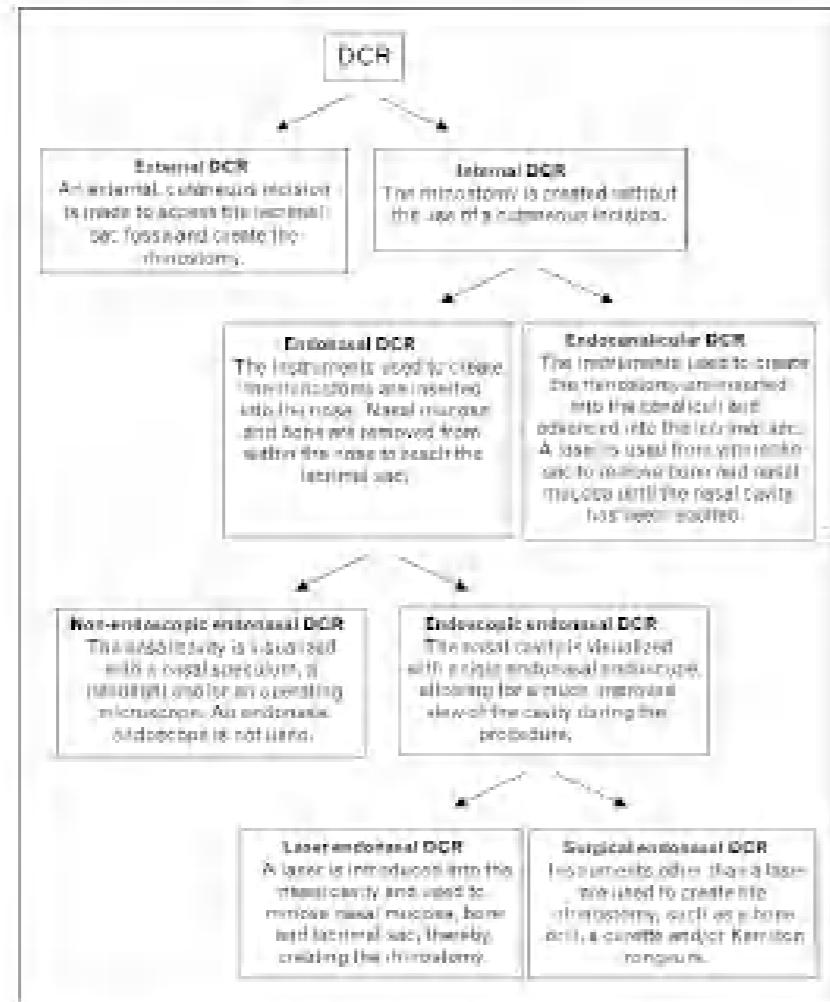 DCR
External DCR
An external, cutaneous incision
is made to access the lacrimal
sac fossa and create the
rhinostomy.
Internal DCR
The rhinostomy is created without
the use of a cutaneous incision.
Endonasal DCR
The instruments used to create
the rhinostomy are inserted
into the nose. Nasal mucosa
and bone are removed from
within the nose to reach the
lacrimal sac.
Endocanalicular DCR
The instruments used to create
the rhinostomy are inserted
into the canaliculi and
advanced into the lacrimal sac.
A laser is used from within the
sac to remove bone and nasal
mucosa until the nasal cavity
has been
Non-endoscopic endonasal DCR
The nasal cavity is visualized
with a nasal speculum, a
headlight and/or an operating
microscope. An endonasal
endoscope is not used.
Endoscopic endonasal DCR
The nasal cavity is visualized
with a rigid endonasal endoscope,
allowing for a much improved
view of the cavity during the
procedure.
Laser endonasal DCR
A laser is introduced into the
nasal cavity and used to
remove nasal mucosa, bone
and lacrimal sac, thereby
creating the rhinostomy.
Surgical endonasal DCR
Instruments other than a laser
are used to create the
rhinostomy, such as a bone
drill, a curette and/or Kerrison
rongeurs.